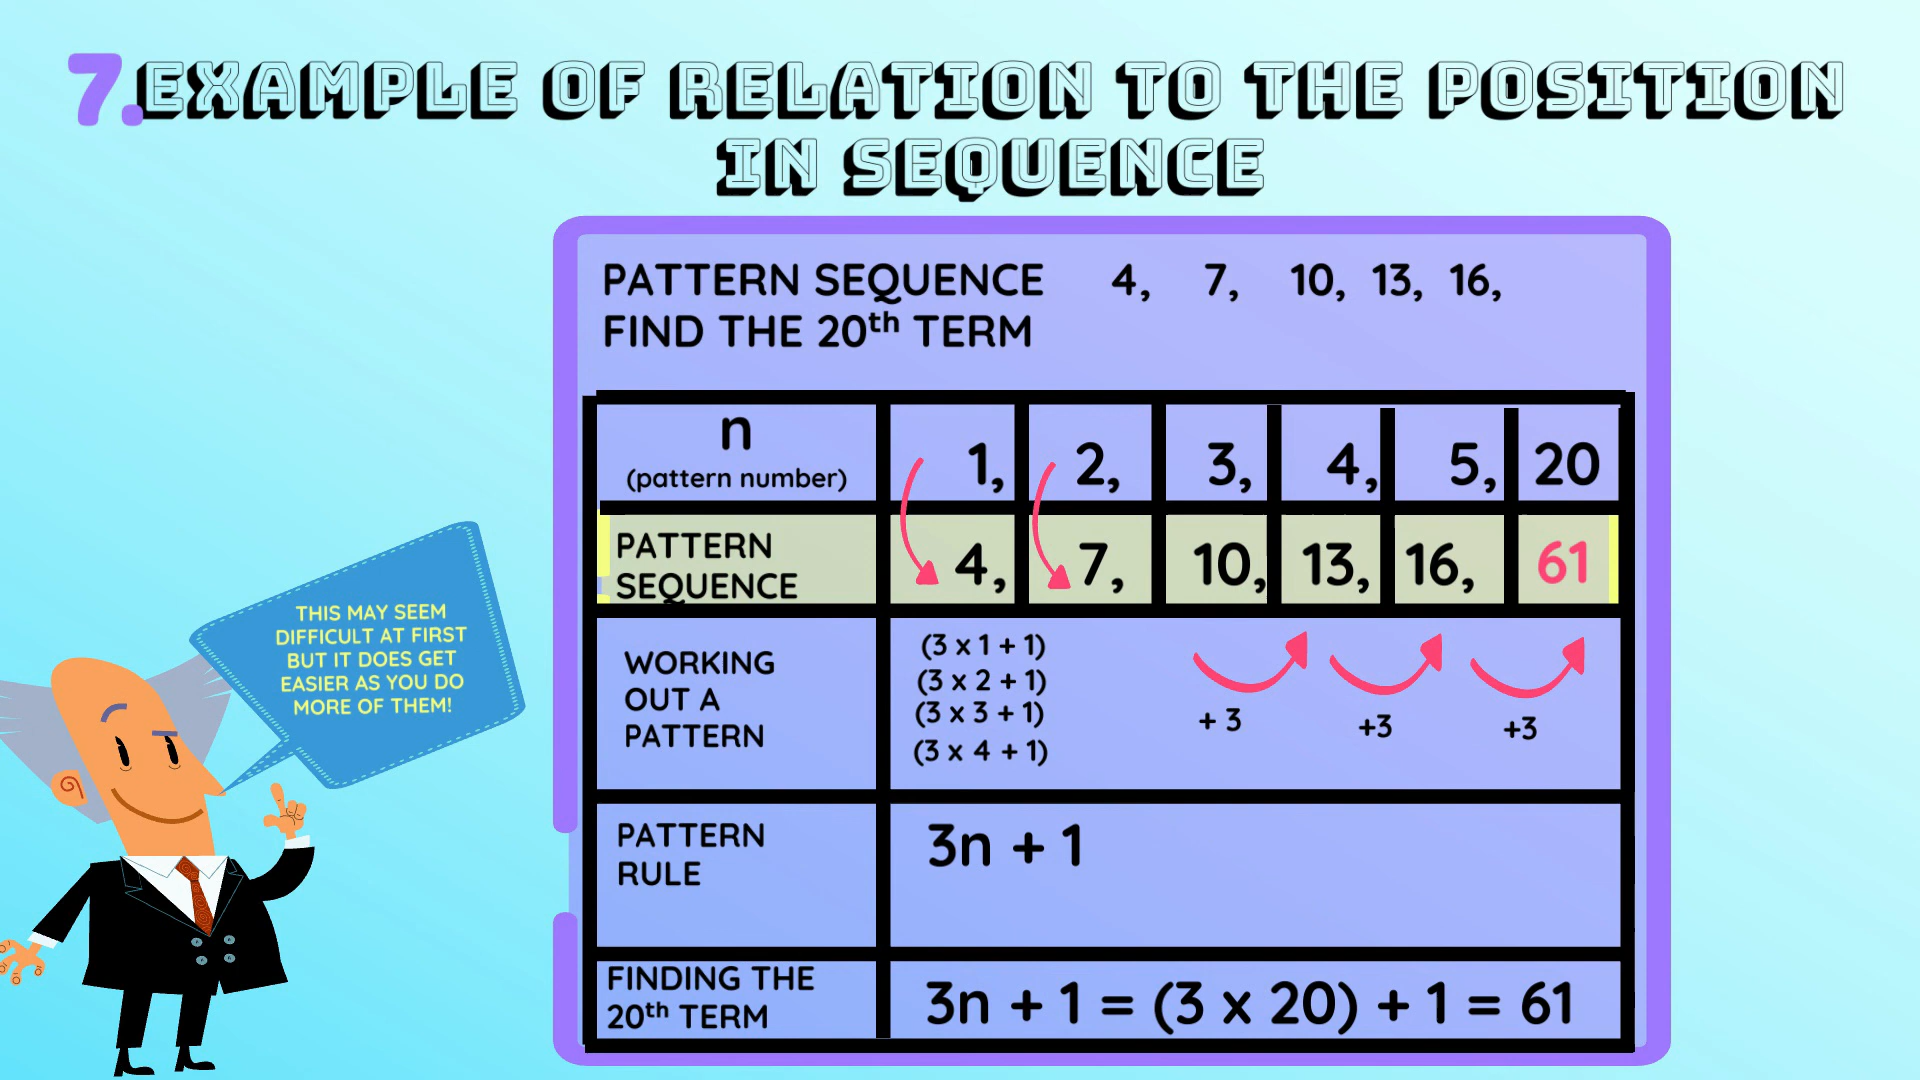 7. EXAMPLE OF RELATION TO THE POSITION
IN SEQUENCE
PATTERN SEQUENCE 4, 7, 10, 13, 16,
FIND THE 20th TERM
n
(pattern number)
1, 2, 3, 4, 5, 20
PATTERN
SEQUENCE
4, 7, 10, 13, 16, 61
WORKING
OUT A
PATTERN
(3 x 1 + 1)
(3 x 2 + 1)
(3 x 3 + 1)
(3 x 4 + 1)
+ 3 +3 +3
PATTERN
RULE
3n + 1
FINDING THE
20th TERM
3n + 1 = (3 x 20) + 1 = 61
THIS MAY SEEM
DIFFICULT AT FIRST
BUT IT DOES GET
EASIER AS YOU DO
MORE OF THEM!